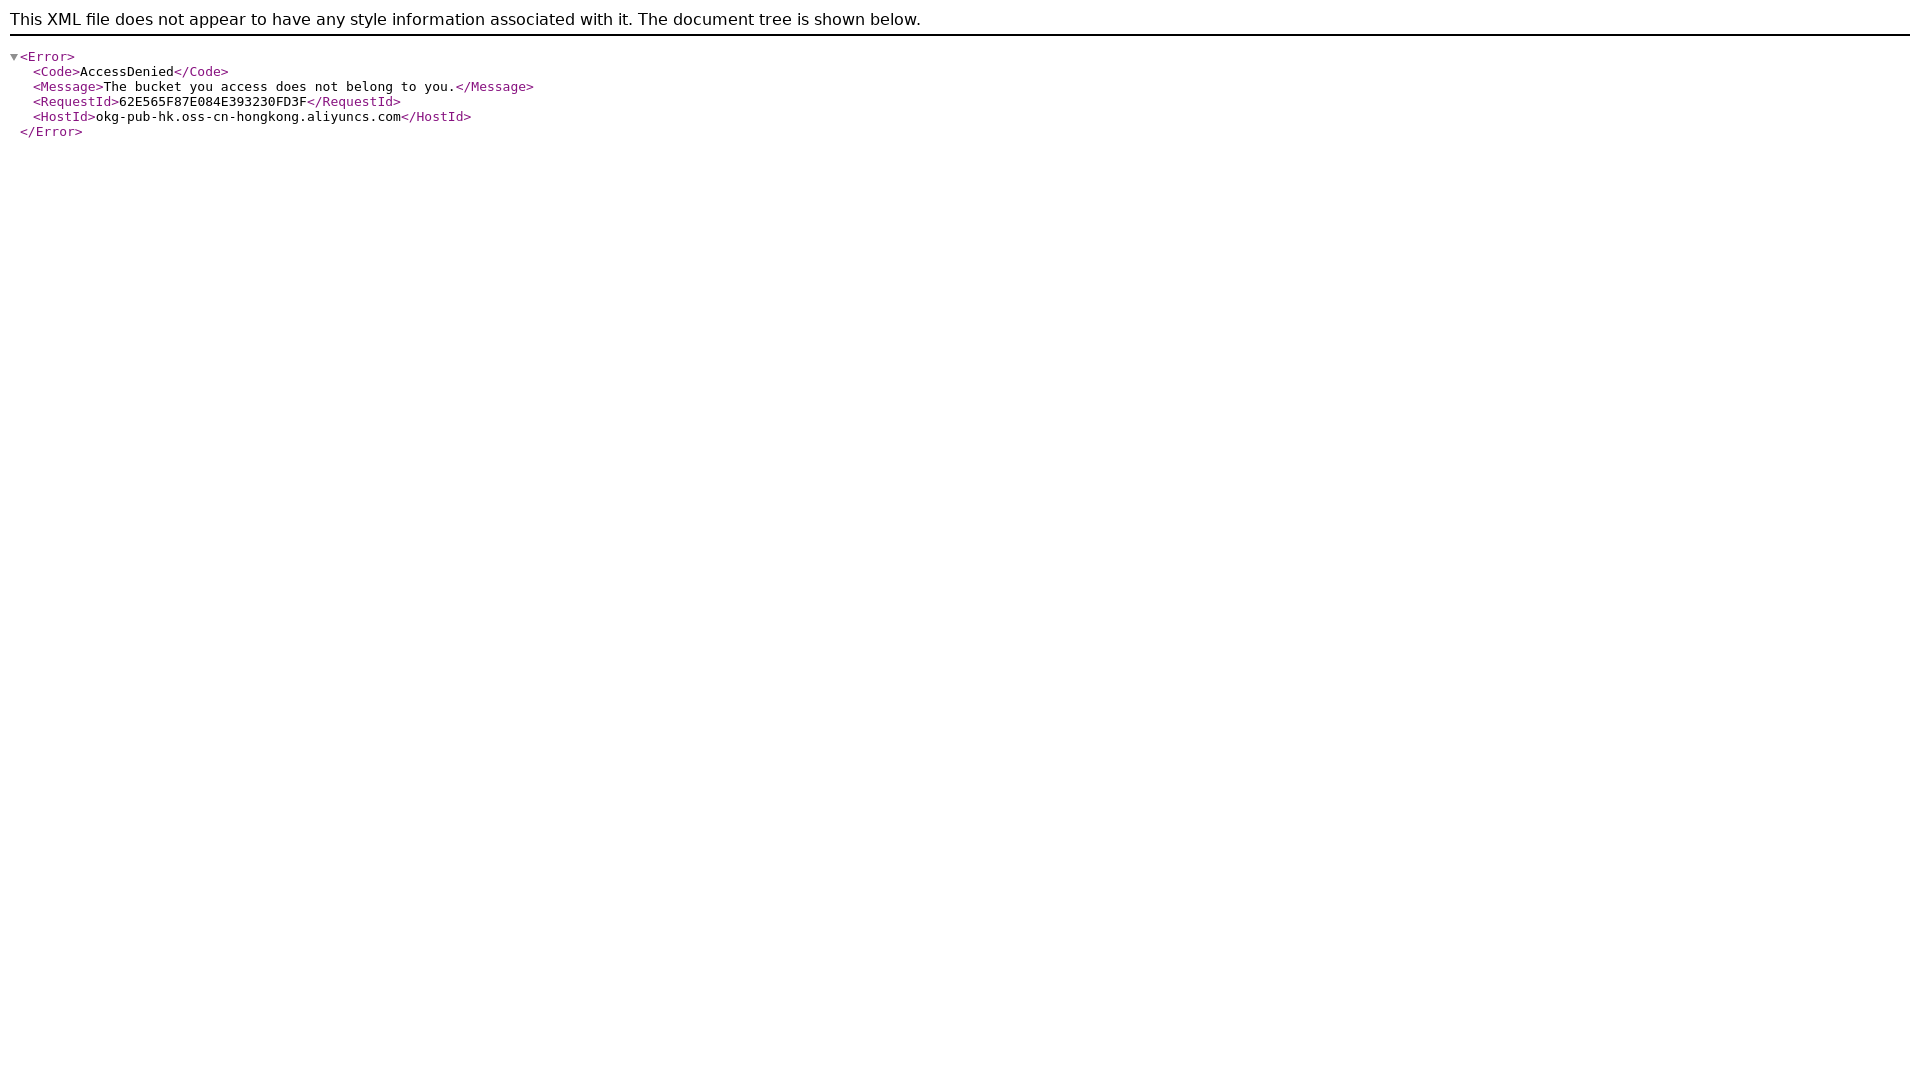 This XML file does not appear to have any style information associated with it. The document tree is shown below.
<Error>
<Code>AccessDenied</Code>
<Message>The bucket you access does not belong to you.</Message>
<RequestId>62E565F87E084E393230FD3F</RequestId>
<HostId>okg-pub-hk.oss-cn-hongkong.aliyuncs.com</HostId>
</Error>